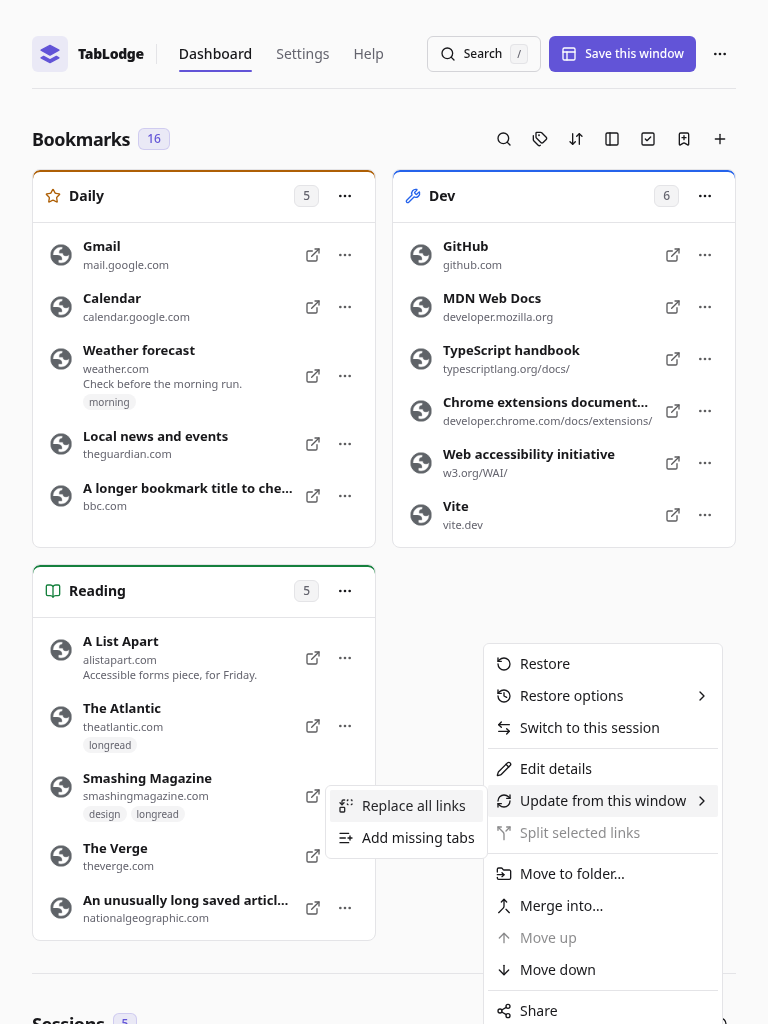 TabLodge
Dashboard
Settings
Help
Search /
Save this window
Bookmarks 16
Daily 5
Gmail
mail.google.com
Calendar
calendar.google.com
Weather forecast
weather.com
Check before the morning run.
morning
Local news and events
theguardian.com
A longer bookmark title to che...
bbc.com
Dev 6
GitHub
github.com
MDN Web Docs
developer.mozilla.org
TypeScript handbook
typescriptlang.org/docs/
Chrome extensions document...
developer.chrome.com/docs/extensions/
Web accessibility initiative
w3.org/WAI/
Vite
vite.dev
Reading 5
A List Apart
alistapart.com
Accessible forms piece, for Friday.
The Atlantic
theatlantic.com
longread
Smashing Magazine
smashingmagazine.com
design longread
The Verge
theverge.com
An unusually long saved articl...
nationalgeographic.com
Replace all links
Add missing tabs
Restore
Restore options
Switch to this session
Edit details
Update from this window
Split selected links
Move to folder...
Merge into...
Move up
Move down
Share
Sessions 5